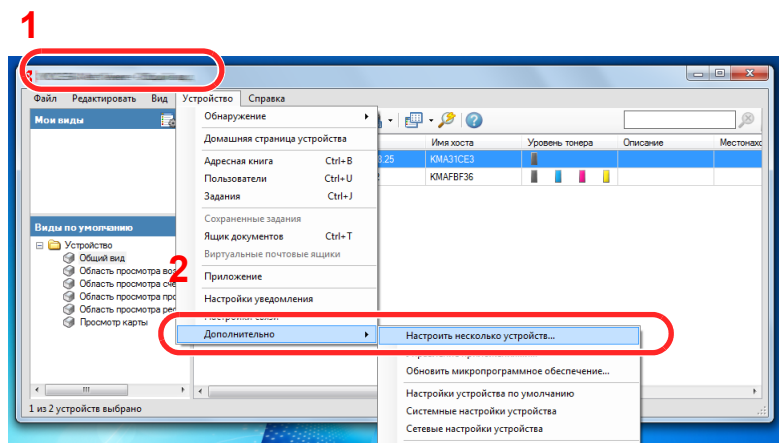 1
Файл Редактировать Вид Устройство Справка
Мои виды
Обнаружение
Домашняя страница устройства
Адресная книга Ctrl+B
Пользователи Ctrl+U
Задания Ctrl+J
Сохраненные задания
Ящик документов Ctrl+T
Виртуальные почтовые ящики
Приложение
Настройки уведомления
Дополнительно
Имя хоста Уровень тонера Описание
3.25 KMA31CE3
KMAFBF36
Виды по умолчанию
Устройство
Общий вид
Область просмотра
Область просмотра
Область просмотра
Область просмотра
Просмотр карты
2
Настроить несколько устройств...
Обновить микропрограммное обеспечение...
Настройки устройства по умолчанию
Системные настройки устройства
Сетевые настройки устройства
1 из 2 устройств выбрано